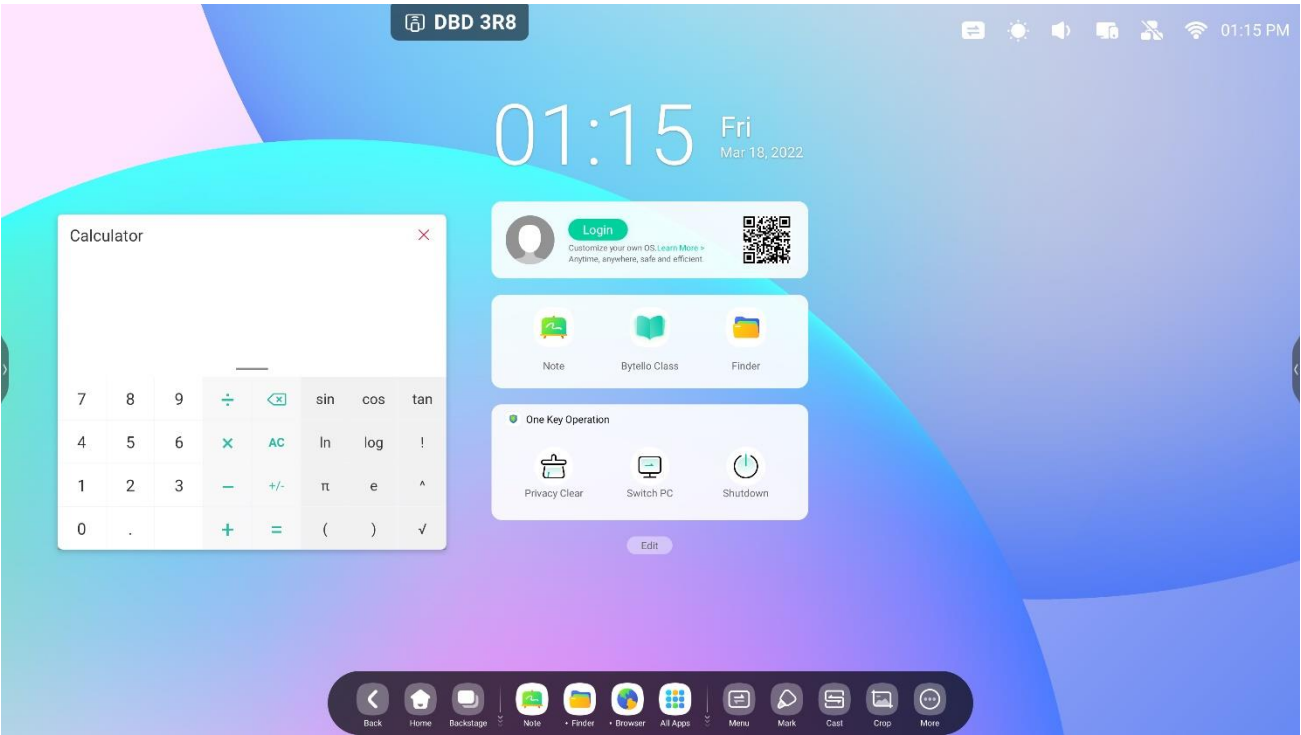 DBD 3R8
01:15 PM
01:15
Fri
Mar 18, 2022
Calculator
Login
Customize your own OS.Learn More >
Anytime, anywhere, safe and efficient
Note Bytello Class Finder
7 8 9 ÷ sin cos tan
4 5 6 × AC ln log !
1 2 3 − +/- π e ^
0 . + = ( ) √
One Key Operation
Privacy Clear Switch PC Shutdown
Edit
Back Home Backstage Note • Finder • Browser All Apps Menu Mark Cast Crop More